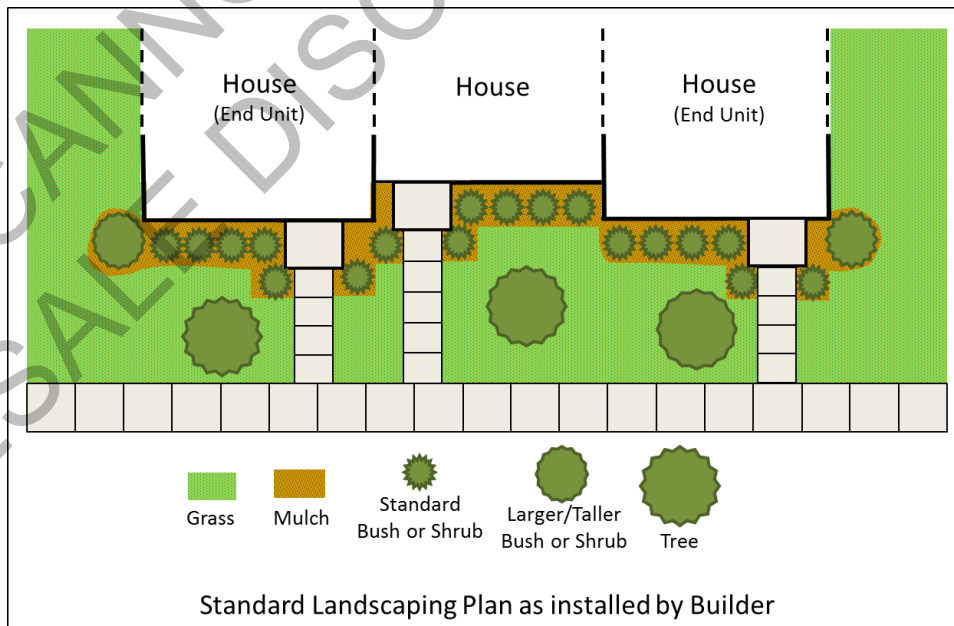 House
(End Unit)
House
House
(End Unit)
Grass
Mulch
Standard
Bush or Shrub
Larger/Taller
Bush or Shrub
Tree
Standard Landscaping Plan as installed by Builder